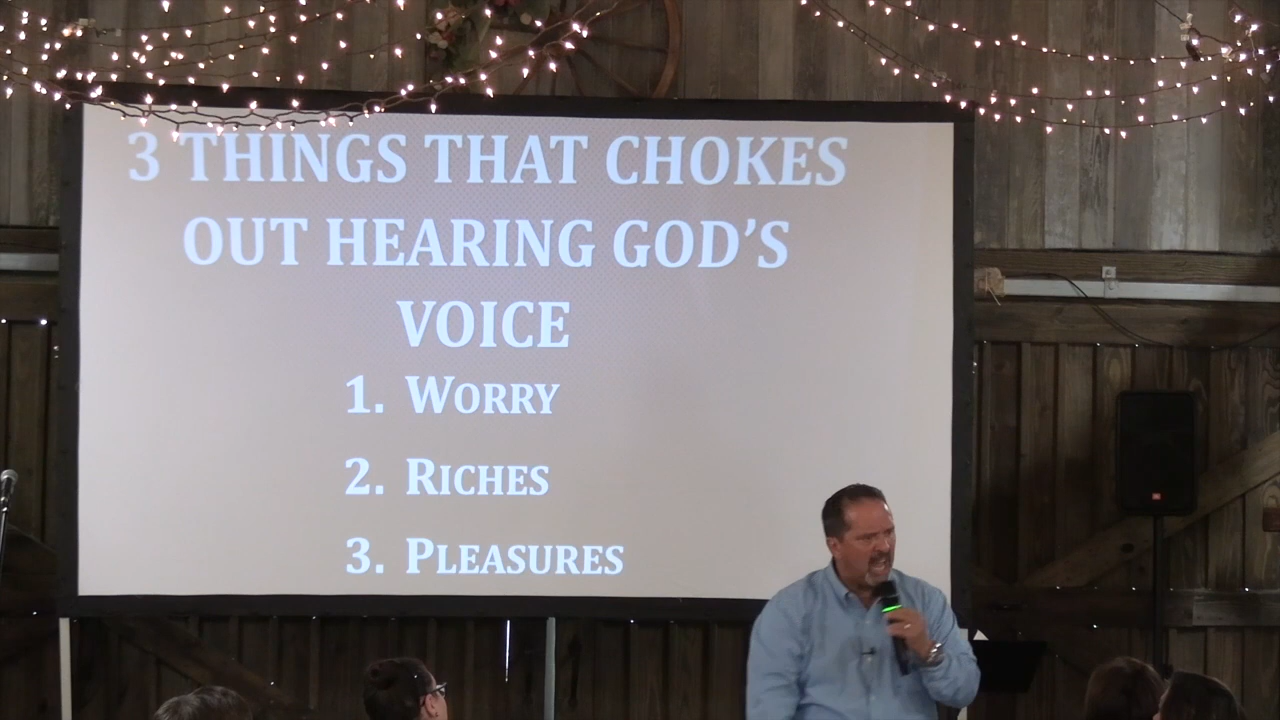 3 THINGS THAT CHOKES
OUT HEARING GOD'S
VOICE
1. WORRY
2. RICHES
3. PLEASURES